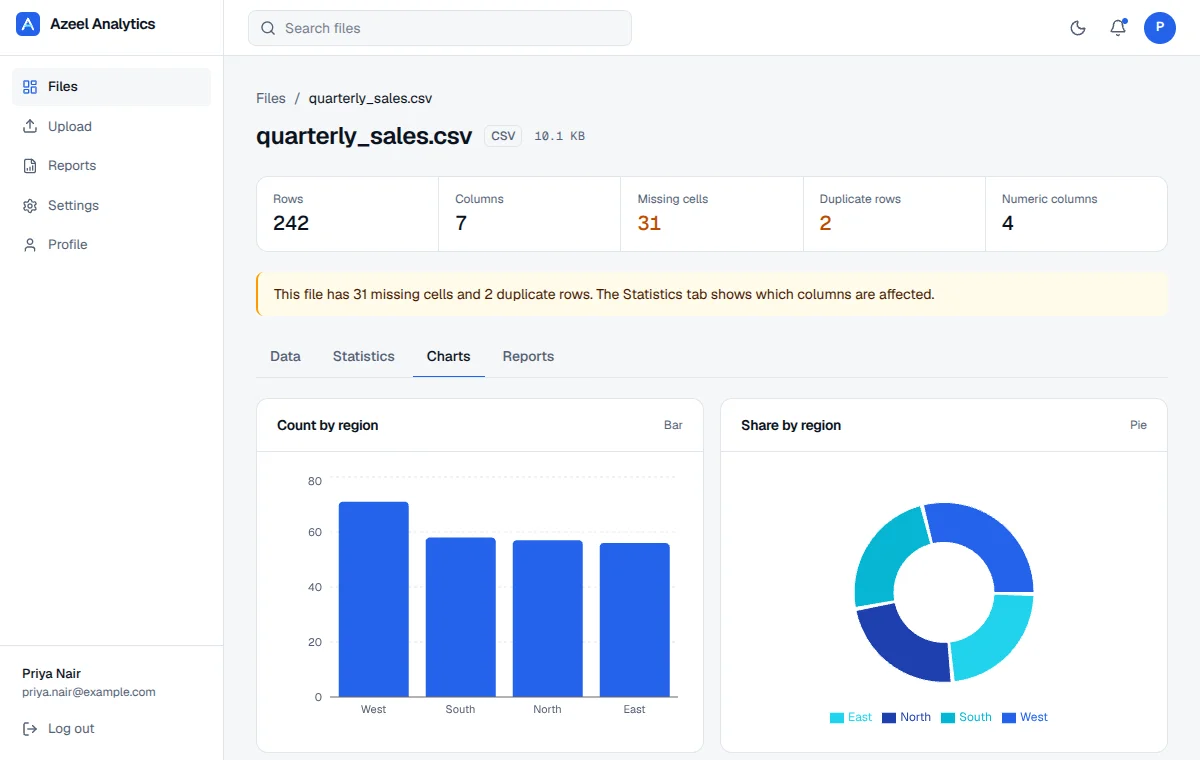 Azeel Analytics
Search files
P
Files
Upload
Reports
Settings
Profile
Priya Nair
priya.nair@example.com
Log out
Files / quarterly_sales.csv
quarterly_sales.csv CSV 10.1 KB
Rows
242
Columns
7
Missing cells
31
Duplicate rows
2
Numeric columns
4
This file has 31 missing cells and 2 duplicate rows. The Statistics tab shows which columns are affected.
Data Statistics Charts Reports
Count by region Bar
80
60
40
20
0
West South North East
Share by region Pie
East North South West